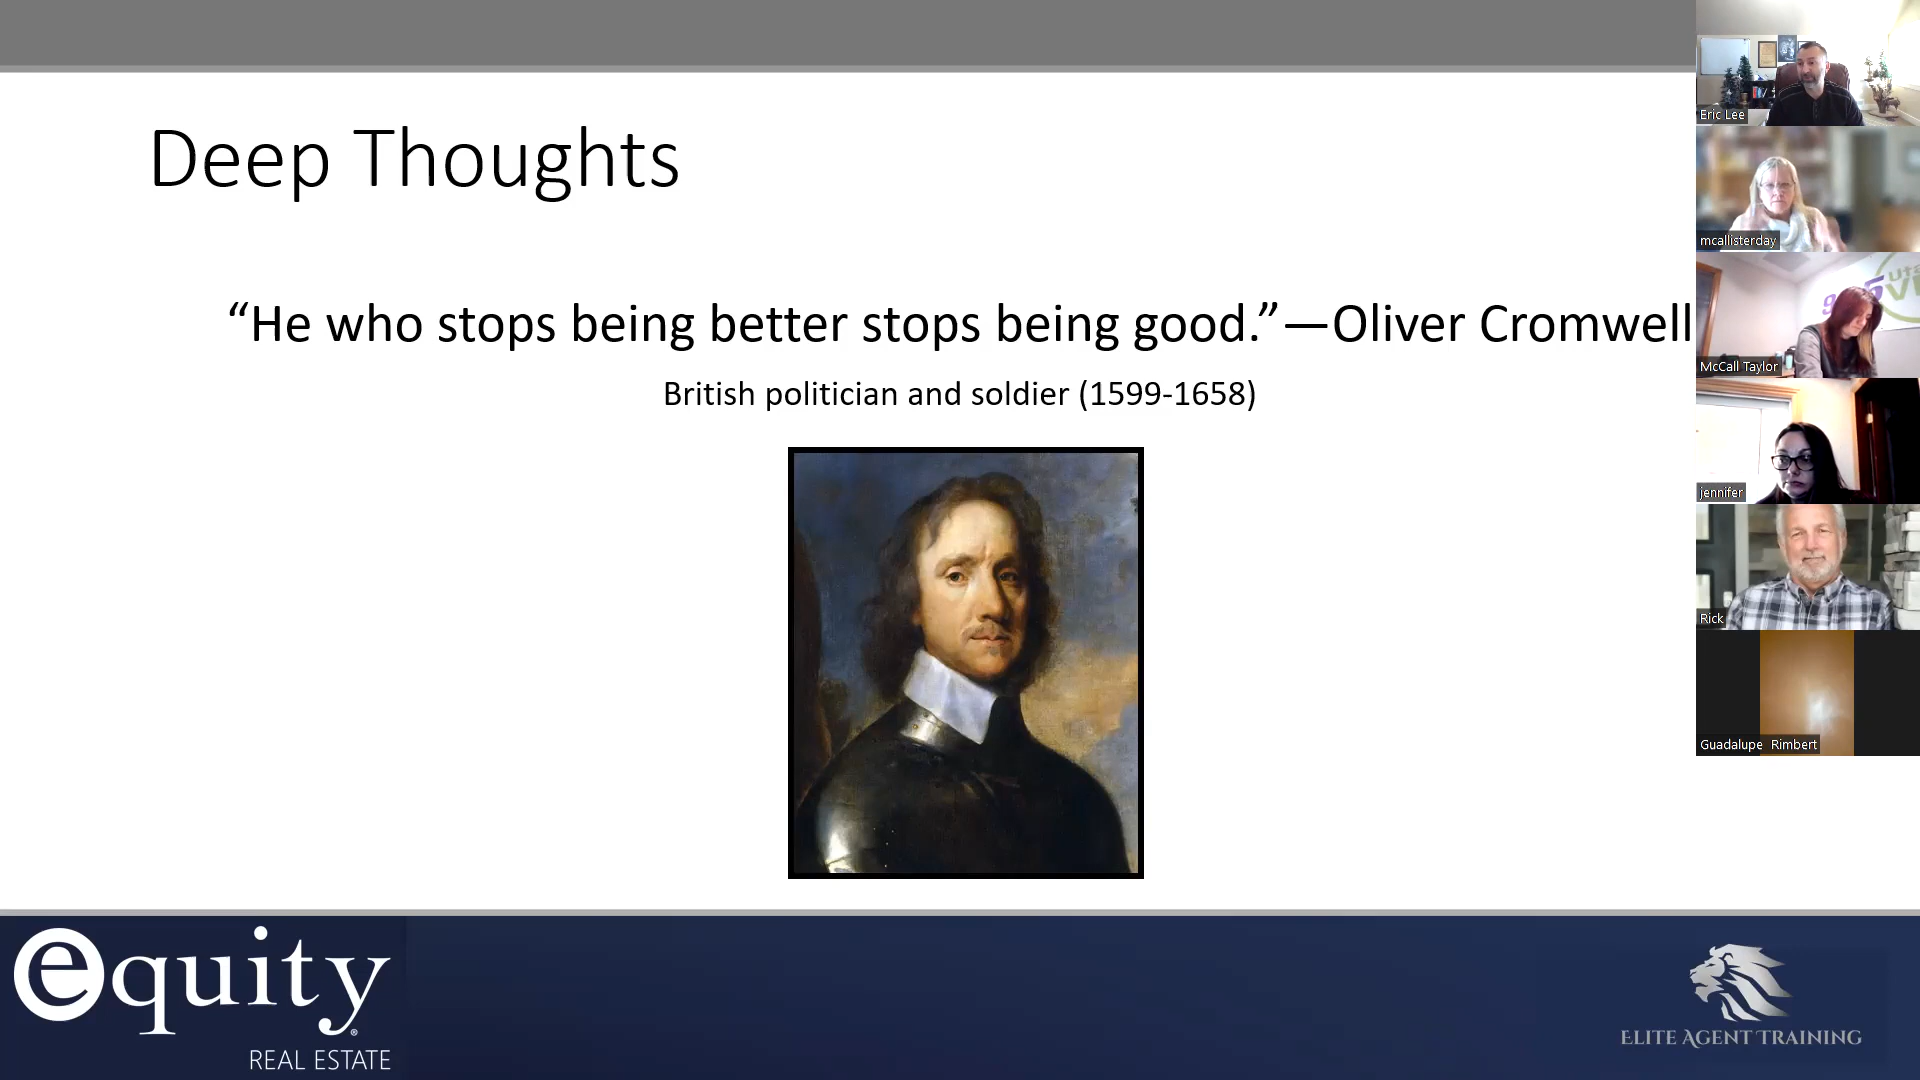 Deep Thoughts
“He who stops being better stops being good.”—Oliver Cromwell
British politician and soldier (1599-1658)
equity®
REAL ESTATE
ELITE AGENT TRAINING
Eric Lee
mcallisterday
McCall Taylor
jennifer
Rick
Guadalupe Rimbert